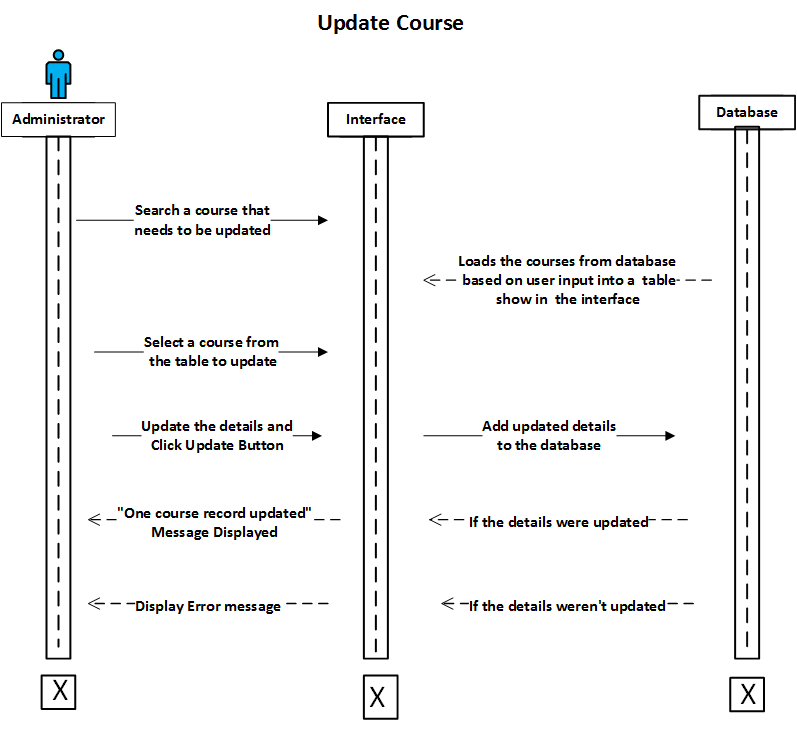 Update Course
Administrator
Interface
Database
Search a course that
needs to be updated
Loads the courses from database
based on user input into a table
show in the interface
Select a course from
the table to update
Update the details and
Click Update Button
Add updated details
to the database
"One course record updated"
Message Displayed
If the details were updated
Display Error message
If the details weren't updated
X
X
X